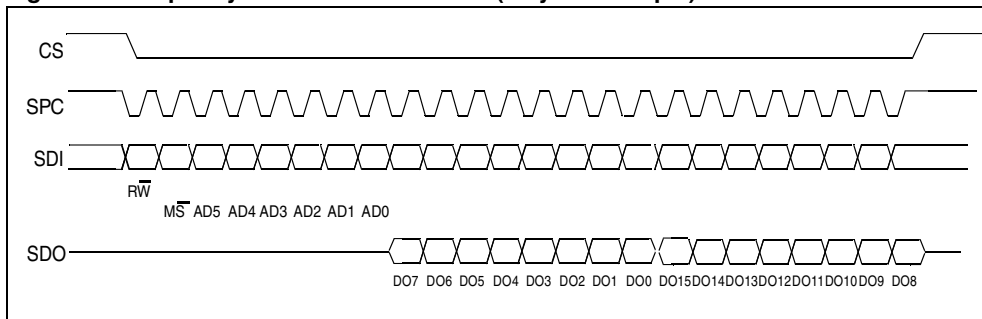 CS
SPC
SDI
RW
MS AD5 AD4 AD3 AD2 AD1 AD0
SDO
DO7 DO6 DO5 DO4 DO3 DO2 DO1 DO0 DO15 DO14 DO13 DO12 DO11 DO10 DO9 DO8